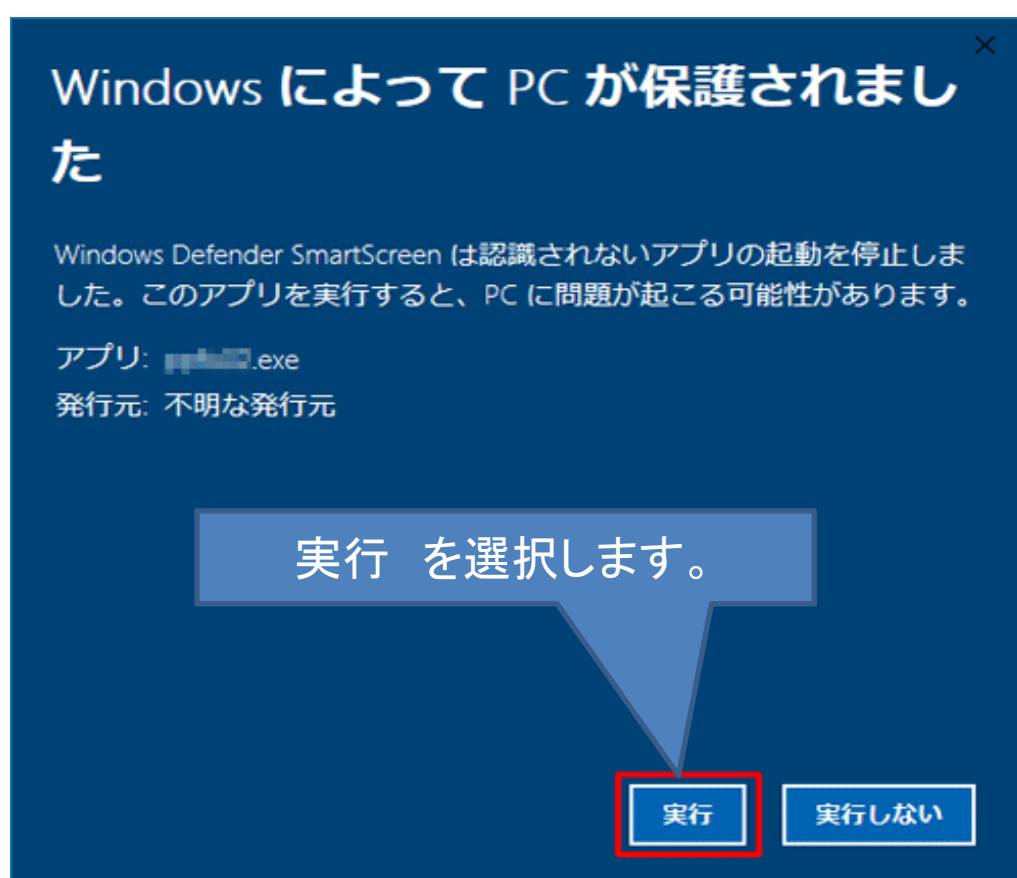 Windows によって PC が保護されまし
た
Windows Defender SmartScreen は認識されないアプリの起動を停止しま
した。このアプリを実行すると、PC に問題が起こる可能性があります。
アプリ: .exe
発行元: 不明な発行元
実行 を選択します。
実行
実行しない